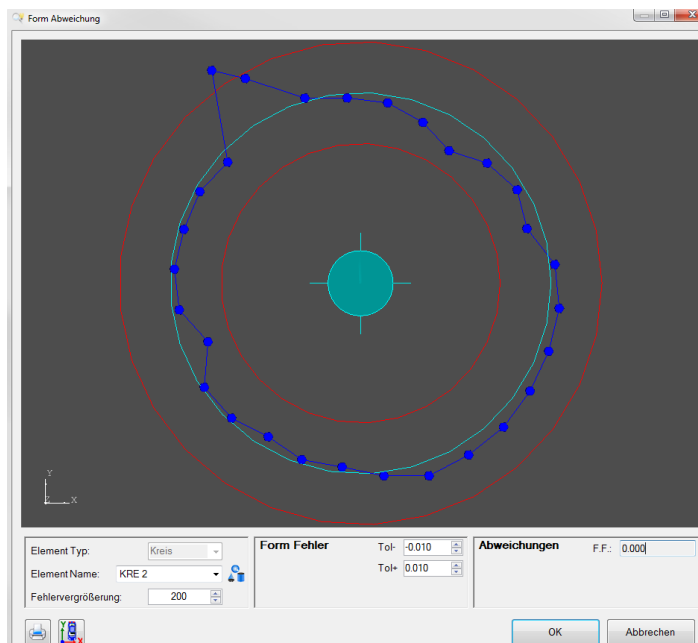 Form Abweichung
Y
Z X
Element Typ: Kreis
Element Name: KRE 2
Fehlervergrößerung: 200
Form Fehler
Tol- -0.010
Tol+ 0.010
Abweichungen
F.F.: 0.000
OK
Abbrechen